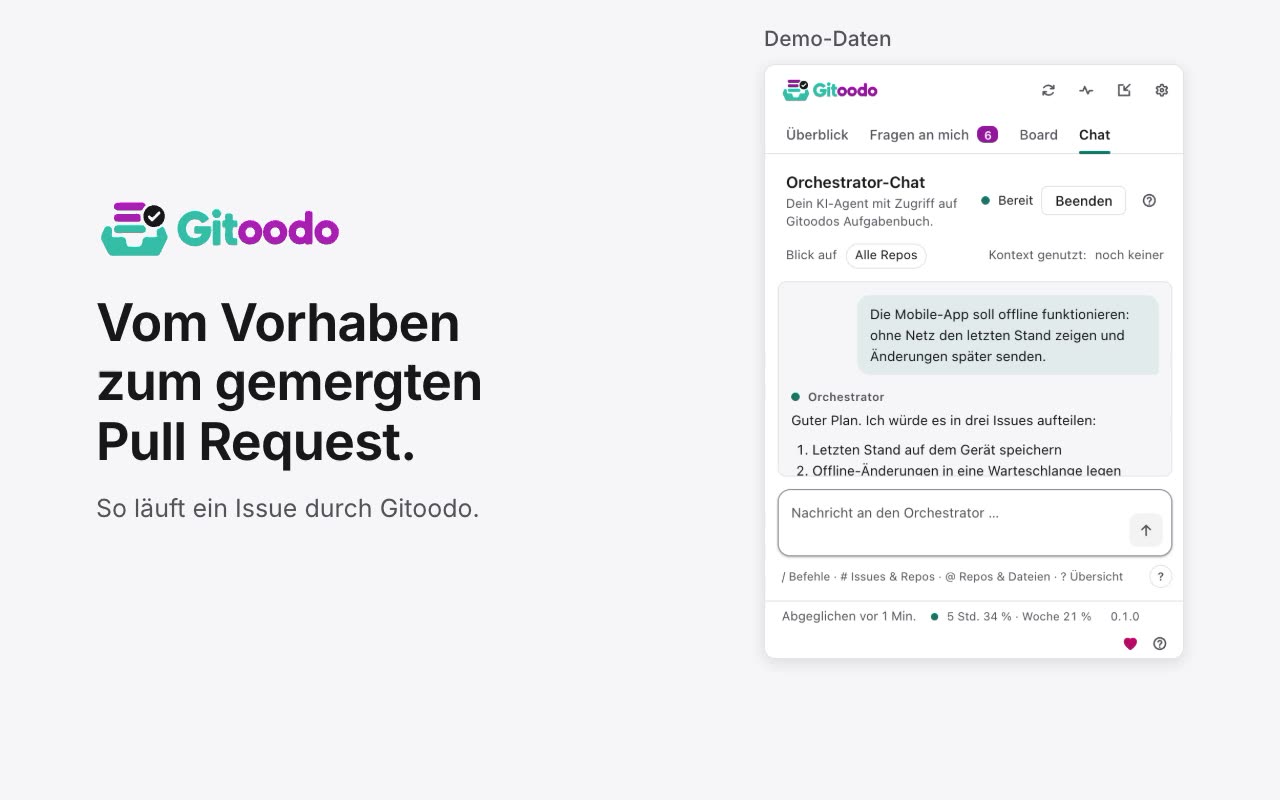 Gitoodo
Vom Vorhaben
zum gemergten
Pull Request.
So läuft ein Issue durch Gitoodo.
Demo-Daten
Gitoodo
Überblick Fragen an mich 6 Board Chat
Orchestrator-Chat
Dein KI-Agent mit Zugriff auf
Gitoodos Aufgabenbuch.
Bereit Beenden ?
Blick auf Alle Repos Kontext genutzt: noch keiner
Die Mobile-App soll offline funktionieren:
ohne Netz den letzten Stand zeigen und
Änderungen später senden.
Orchestrator
Guter Plan. Ich würde es in drei Issues aufteilen:
1. Letzten Stand auf dem Gerät speichern
2. Offline-Änderungen in eine Warteschlange legen
Nachricht an den Orchestrator ...
/ Befehle · # Issues & Repos · @ Repos & Dateien · ? Übersicht ?
Abgeglichen vor 1 Min. 5 Std. 34 % · Woche 21 % 0.1.0
?